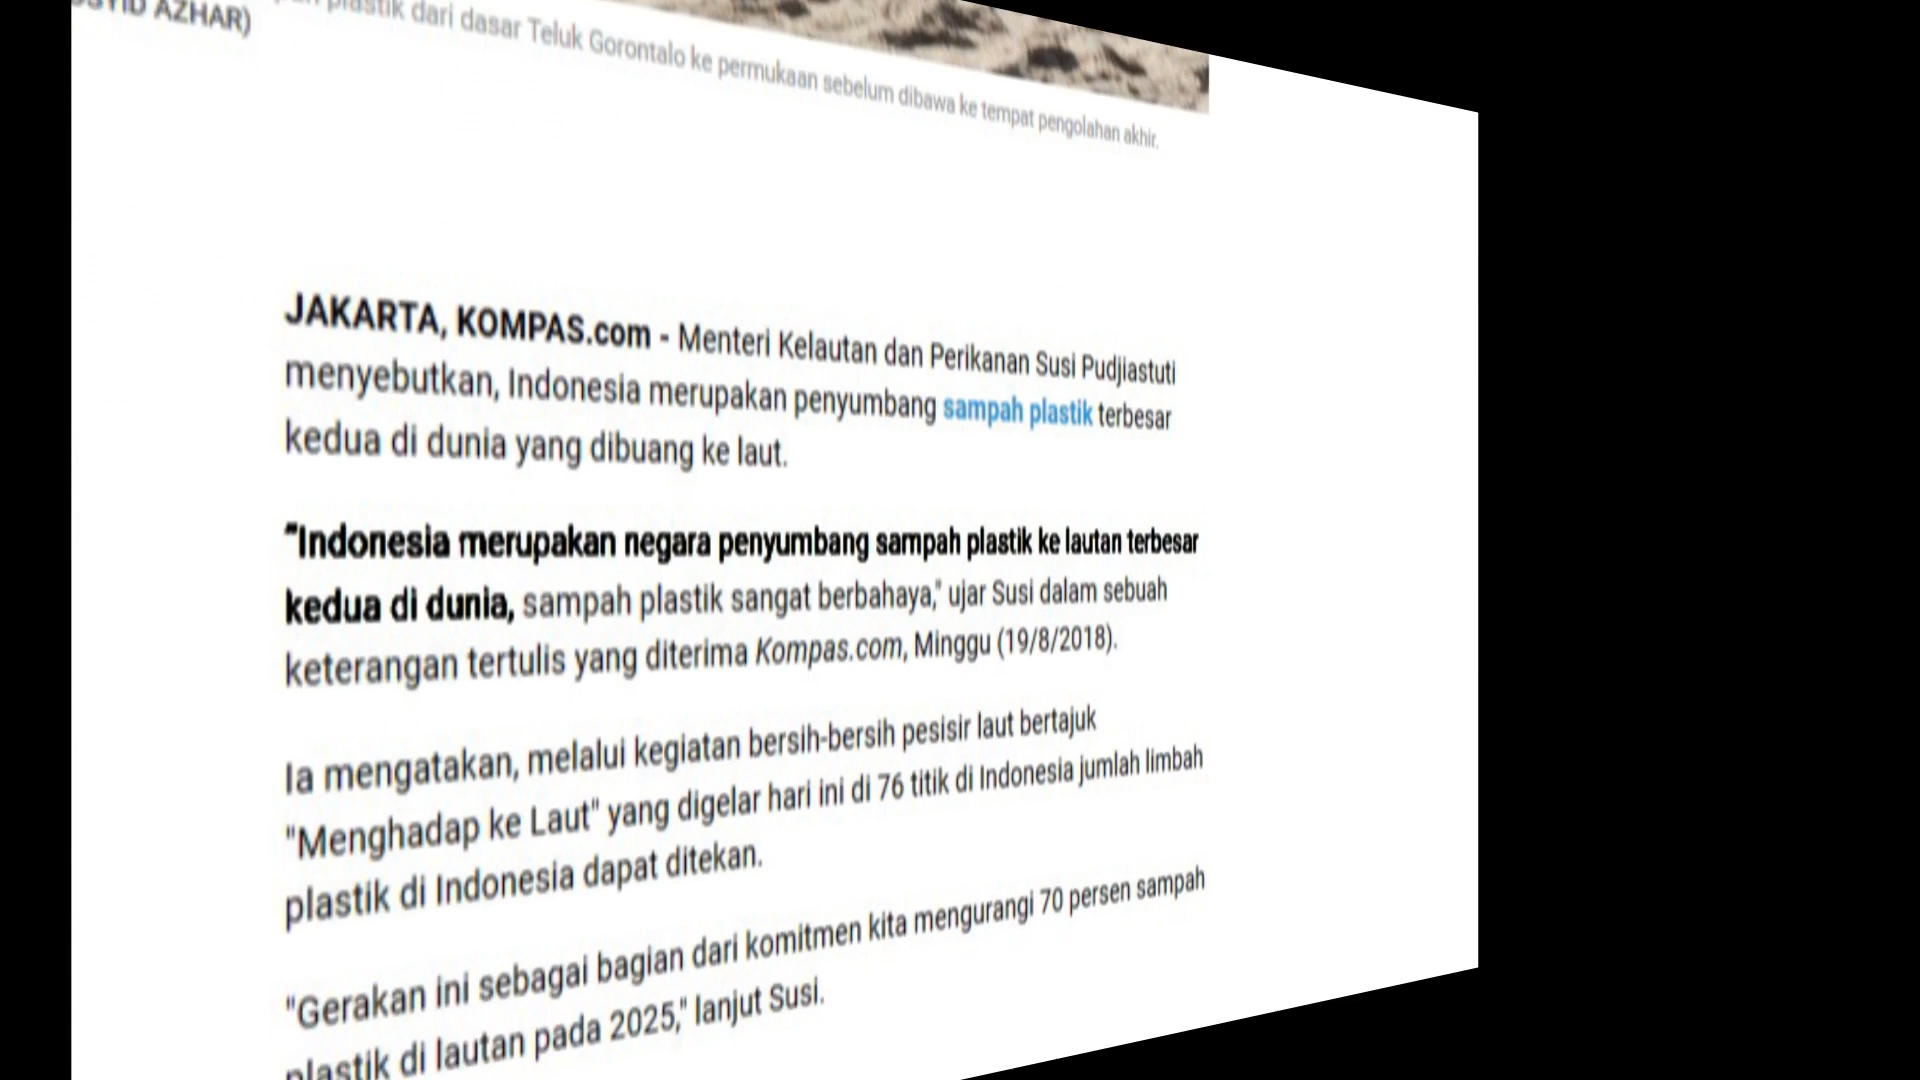 AZHAR)
plastik dari dasar Teluk Gorontalo ke permukaan sebelum dibawa ke tempat pengolahan akhir.
JAKARTA, KOMPAS.com - Menteri Kelautan dan Perikanan Susi Pudjiastuti
menyebutkan, Indonesia merupakan penyumbang sampah plastik terbesar
kedua di dunia yang dibuang ke laut.
"Indonesia merupakan negara penyumbang sampah plastik ke lautan terbesar
kedua di dunia, sampah plastik sangat berbahaya," ujar Susi dalam sebuah
keterangan tertulis yang diterima Kompas.com, Minggu (19/8/2018).
Ia mengatakan, melalui kegiatan bersih-bersih pesisir laut bertajuk
"Menghadap ke Laut" yang digelar hari ini di 76 titik di Indonesia jumlah limbah
plastik di Indonesia dapat ditekan.
"Gerakan ini sebagai bagian dari komitmen kita mengurangi 70 persen sampah
plastik di lautan pada 2025," lanjut Susi.